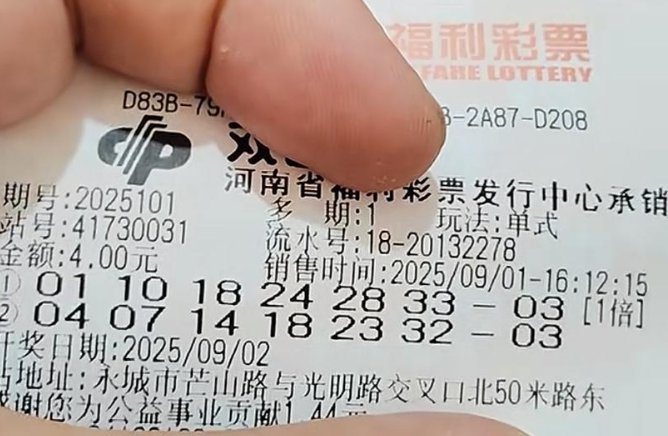 福利彩票
FARE LOTTERY
D83B-79
-2A87-D208
双
河南省福利彩票发行中心承销
期号:2025101 多 期:1 玩法:单式
站号:41730031 流水号:18-20132278
金额:4.00元 销售时间:2025/09/01-16:12:15
① 01 10 18 24 28 33 - 03 [1倍]
② 04 07 14 18 23 32 - 03
开奖日期:2025/09/02
站地址:永城市芒山路与光明路交叉口北50米路东
感谢您为公益事业贡献1.44元